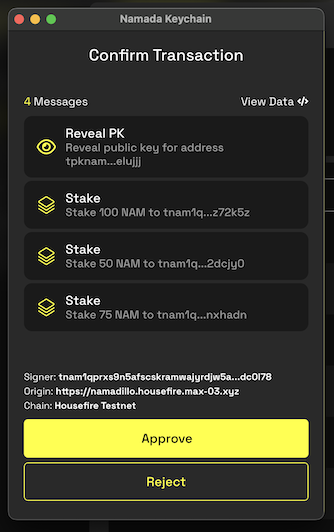 Namada Keychain
Confirm Transaction
4 Messages
View Data </>
Reveal PK
Reveal public key for address
tpknam...elujjj
Stake
Stake 100 NAM to tnam1q...z72k5z
Stake
Stake 50 NAM to tnam1q...2dcjy0
Stake
Stake 75 NAM to tnam1q...nxhadn
Signer: tnam1qprxs9n5afscskramwajyrdjw5a...dc0l78
Origin: https://namadillo.housefire.max-03.xyz
Chain: Housefire Testnet
Approve
Reject